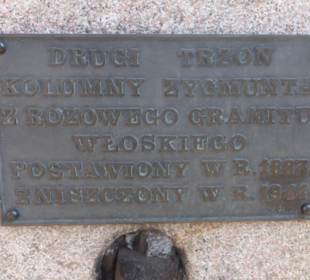 DRUGI TRZON
KOLUMNY ZYGMUNTA
Z RÓŻOWEGO GRANITU
WŁOSKIEGO
POSTAWIONY W R. 1887
ZNISZCZONY W R. 1944